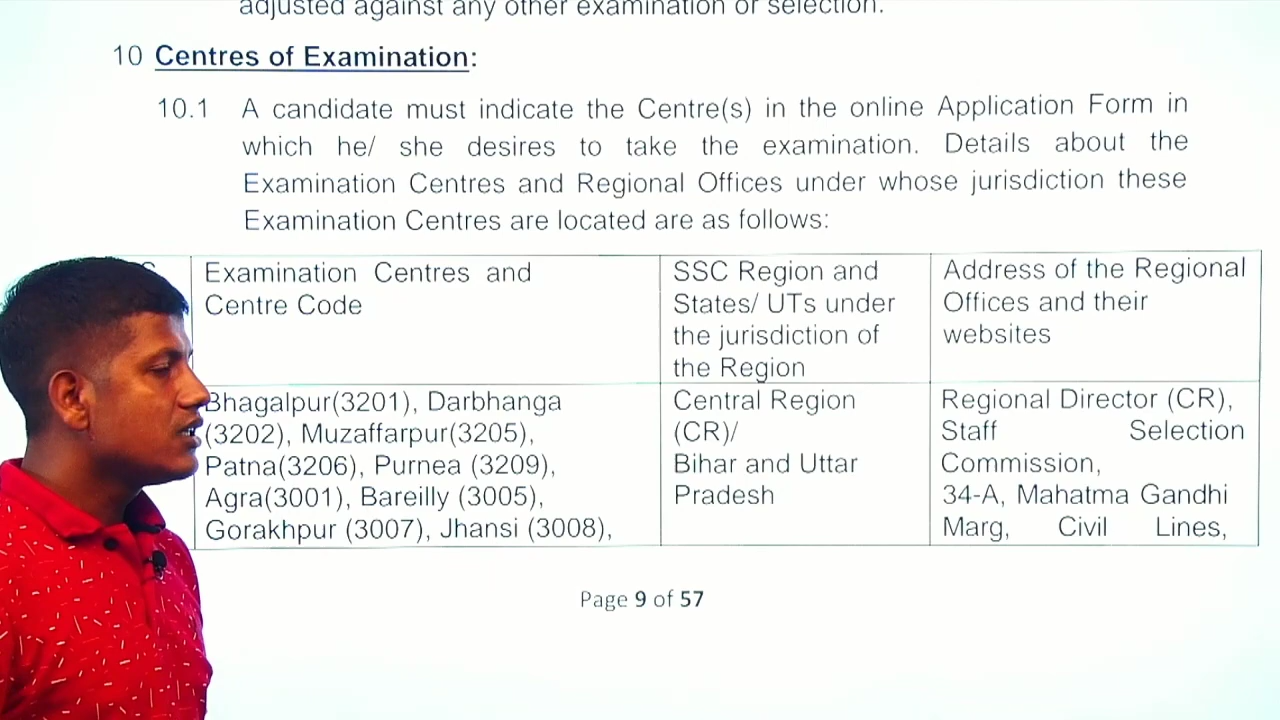 adjusted against any other examination or selection.
10 Centres of Examination:
10.1 A candidate must indicate the Centre(s) in the online Application Form in
which he/ she desires to take the examination. Details about the
Examination Centres and Regional Offices under whose jurisdiction these
Examination Centres are located are as follows:
Examination Centres and
Centre Code
SSC Region and
States/ UTs under
the jurisdiction of
the Region
Address of the Regional
Offices and their
websites
Bhagalpur(3201), Darbhanga
(3202), Muzaffarpur(3205),
Patna(3206), Purnea (3209),
Agra(3001), Bareilly (3005),
Gorakhpur (3007), Jhansi (3008),
Central Region
(CR)/
Bihar and Uttar
Pradesh
Regional Director (CR),
Staff Selection
Commission,
34-A, Mahatma Gandhi
Marg, Civil Lines,
Page 9 of 57